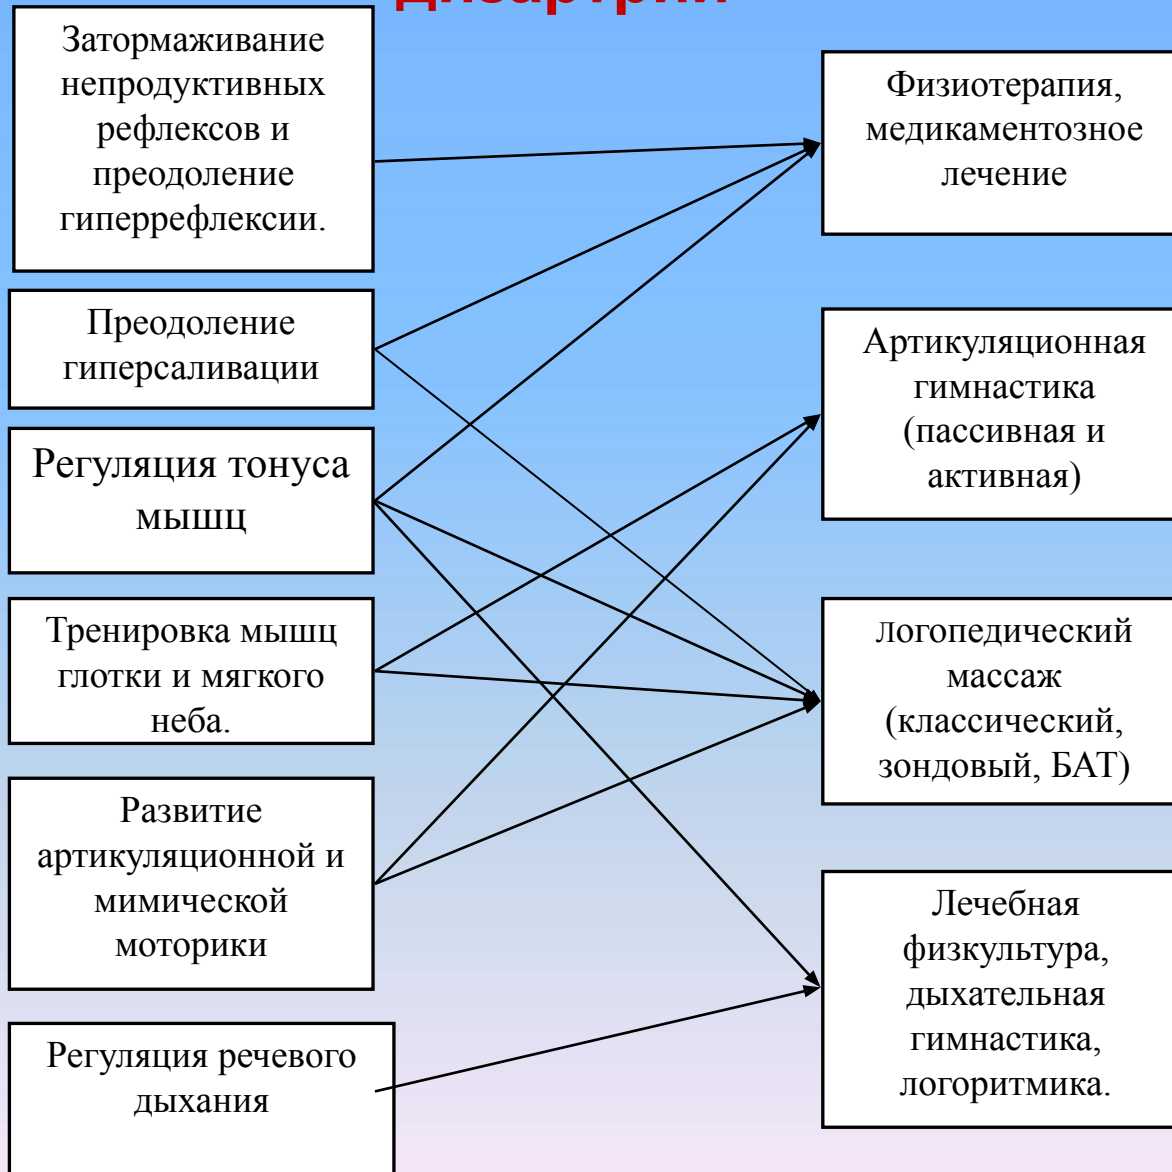 дизартрии
Затормаживание
непродуктивных
рефлексов и
преодоление
гиперрефлексии.
Преодоление
гиперсаливации
Регуляция тонуса
мышц
Тренировка мышц
глотки и мягкого
неба.
Развитие
артикуляционной и
мимической
моторики
Регуляция речевого
дыхания
Физиотерапия,
медикаментозное
лечение
Артикуляционная
гимнастика
(пассивная и
активная)
логопедический
массаж
(классический,
зондовый, БАТ)
Лечебная
физкультура,
дыхательная
гимнастика,
логоритмика.